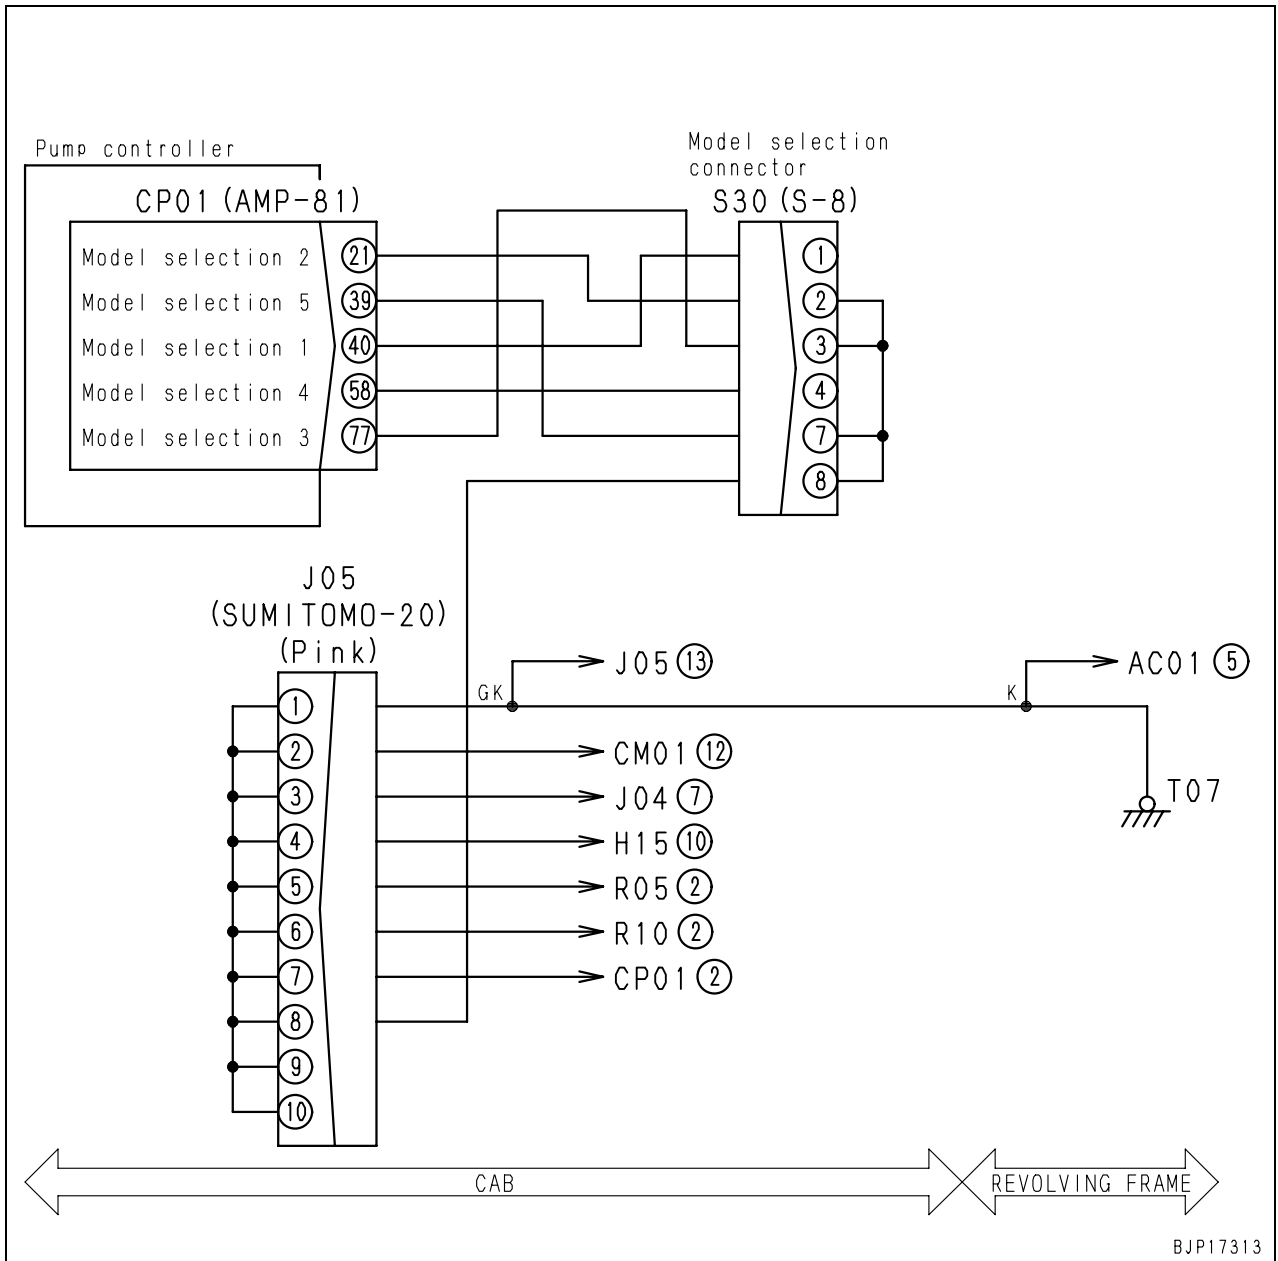 Pump controller
CP01 (AMP-81)
Model selection 2 21
Model selection 5 39
Model selection 1 40
Model selection 4 58
Model selection 3 77
Model selection
connector
S30 (S-8)
1
2
3
4
7
8
J05
(SUMITOMO-20)
(Pink)
1
2
3
4
5
6
7
8
9
10
GK
J05 13
CM01 12
J04 7
H15 10
R05 2
R10 2
CP01 2
K
AC01 5
T07
CAB
REVOLVING FRAME
BJP17313